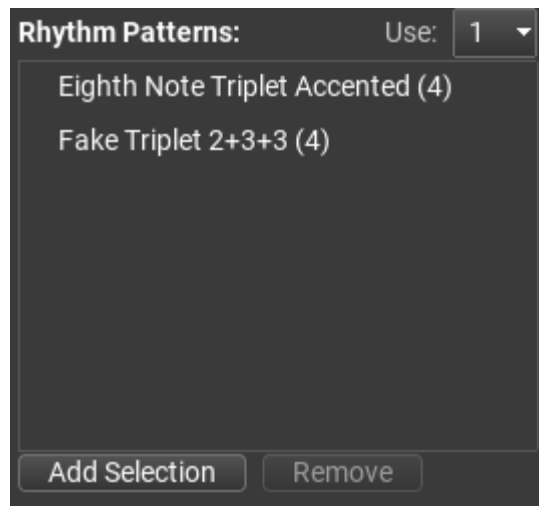 Rhythm Patterns: Use: 1
Eighth Note Triplet Accented (4)
Fake Triplet 2+3+3 (4)
Add Selection Remove